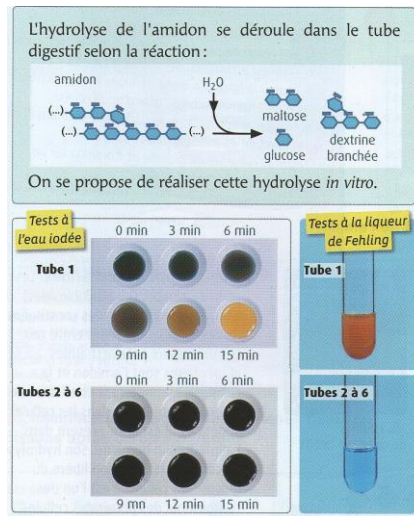 L'hydrolyse de l'amidon se déroule dans le tube
digestif selon la réaction :
amidon
H₂O
(...)
(...)
(...)
maltose
glucose
dextrine
branchée
On se propose de réaliser cette hydrolyse in vitro.
Tests à
l'eau iodée
0 min 3 min 6 min
Tube 1
9 min 12 min 15 min
Tubes 2 à 6
0 min 3 min 6 min
9 mn 12 min 15 min
Tests à la liqueur
de Fehling
Tube 1
Tubes 2 à 6